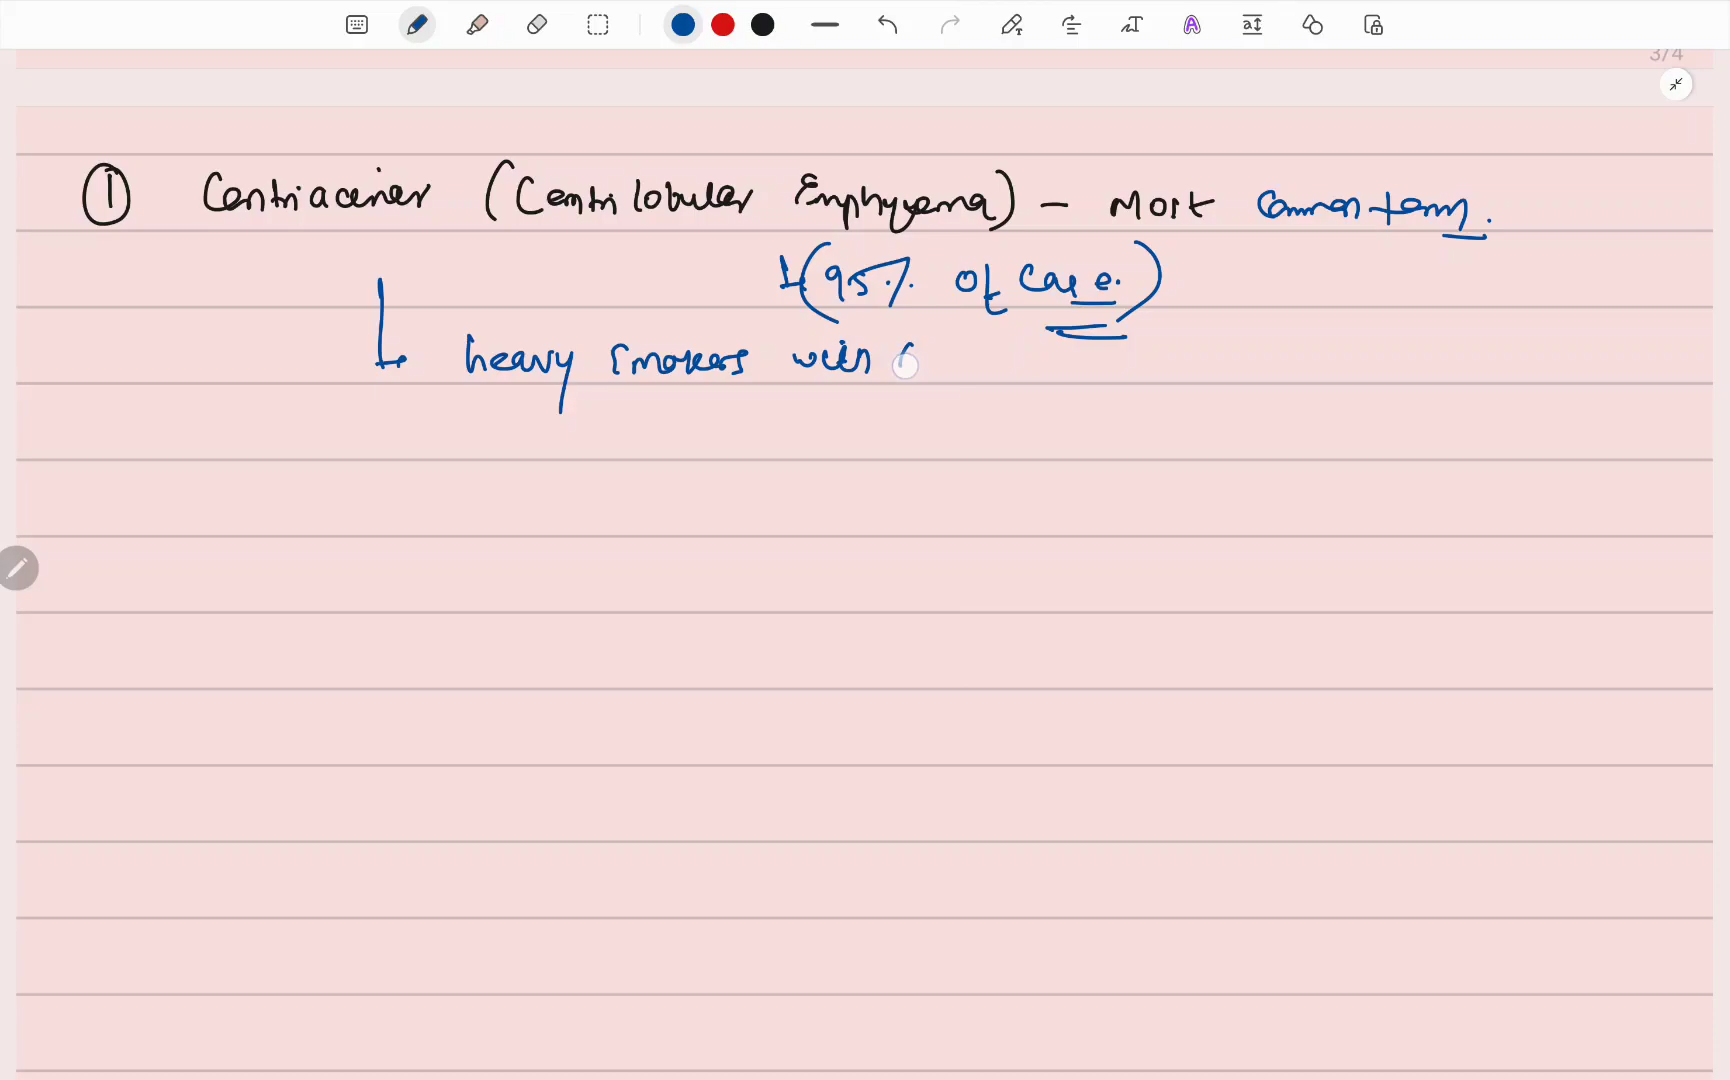 3/4
① Centriacinar (Centrilobular Emphysema) - Most Common form.
(95% of case.)
heavy smokers with